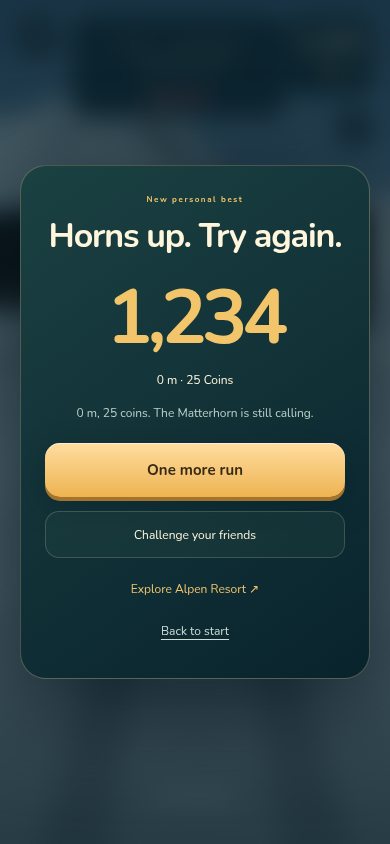 New personal best
Horns up. Try again.
1,234
0 m · 25 Coins
0 m, 25 coins. The Matterhorn is still calling.
One more run
Challenge your friends
Explore Alpen Resort ↗
Back to start